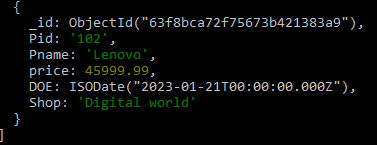 {
_id: ObjectId("63f8bca72f75673b421383a9"),
Pid: '102',
Pname: 'Lenovo',
price: 45999.99,
DOE: ISODate("2023-01-21T00:00:00.000Z"),
Shop: 'Digital world'
}
]